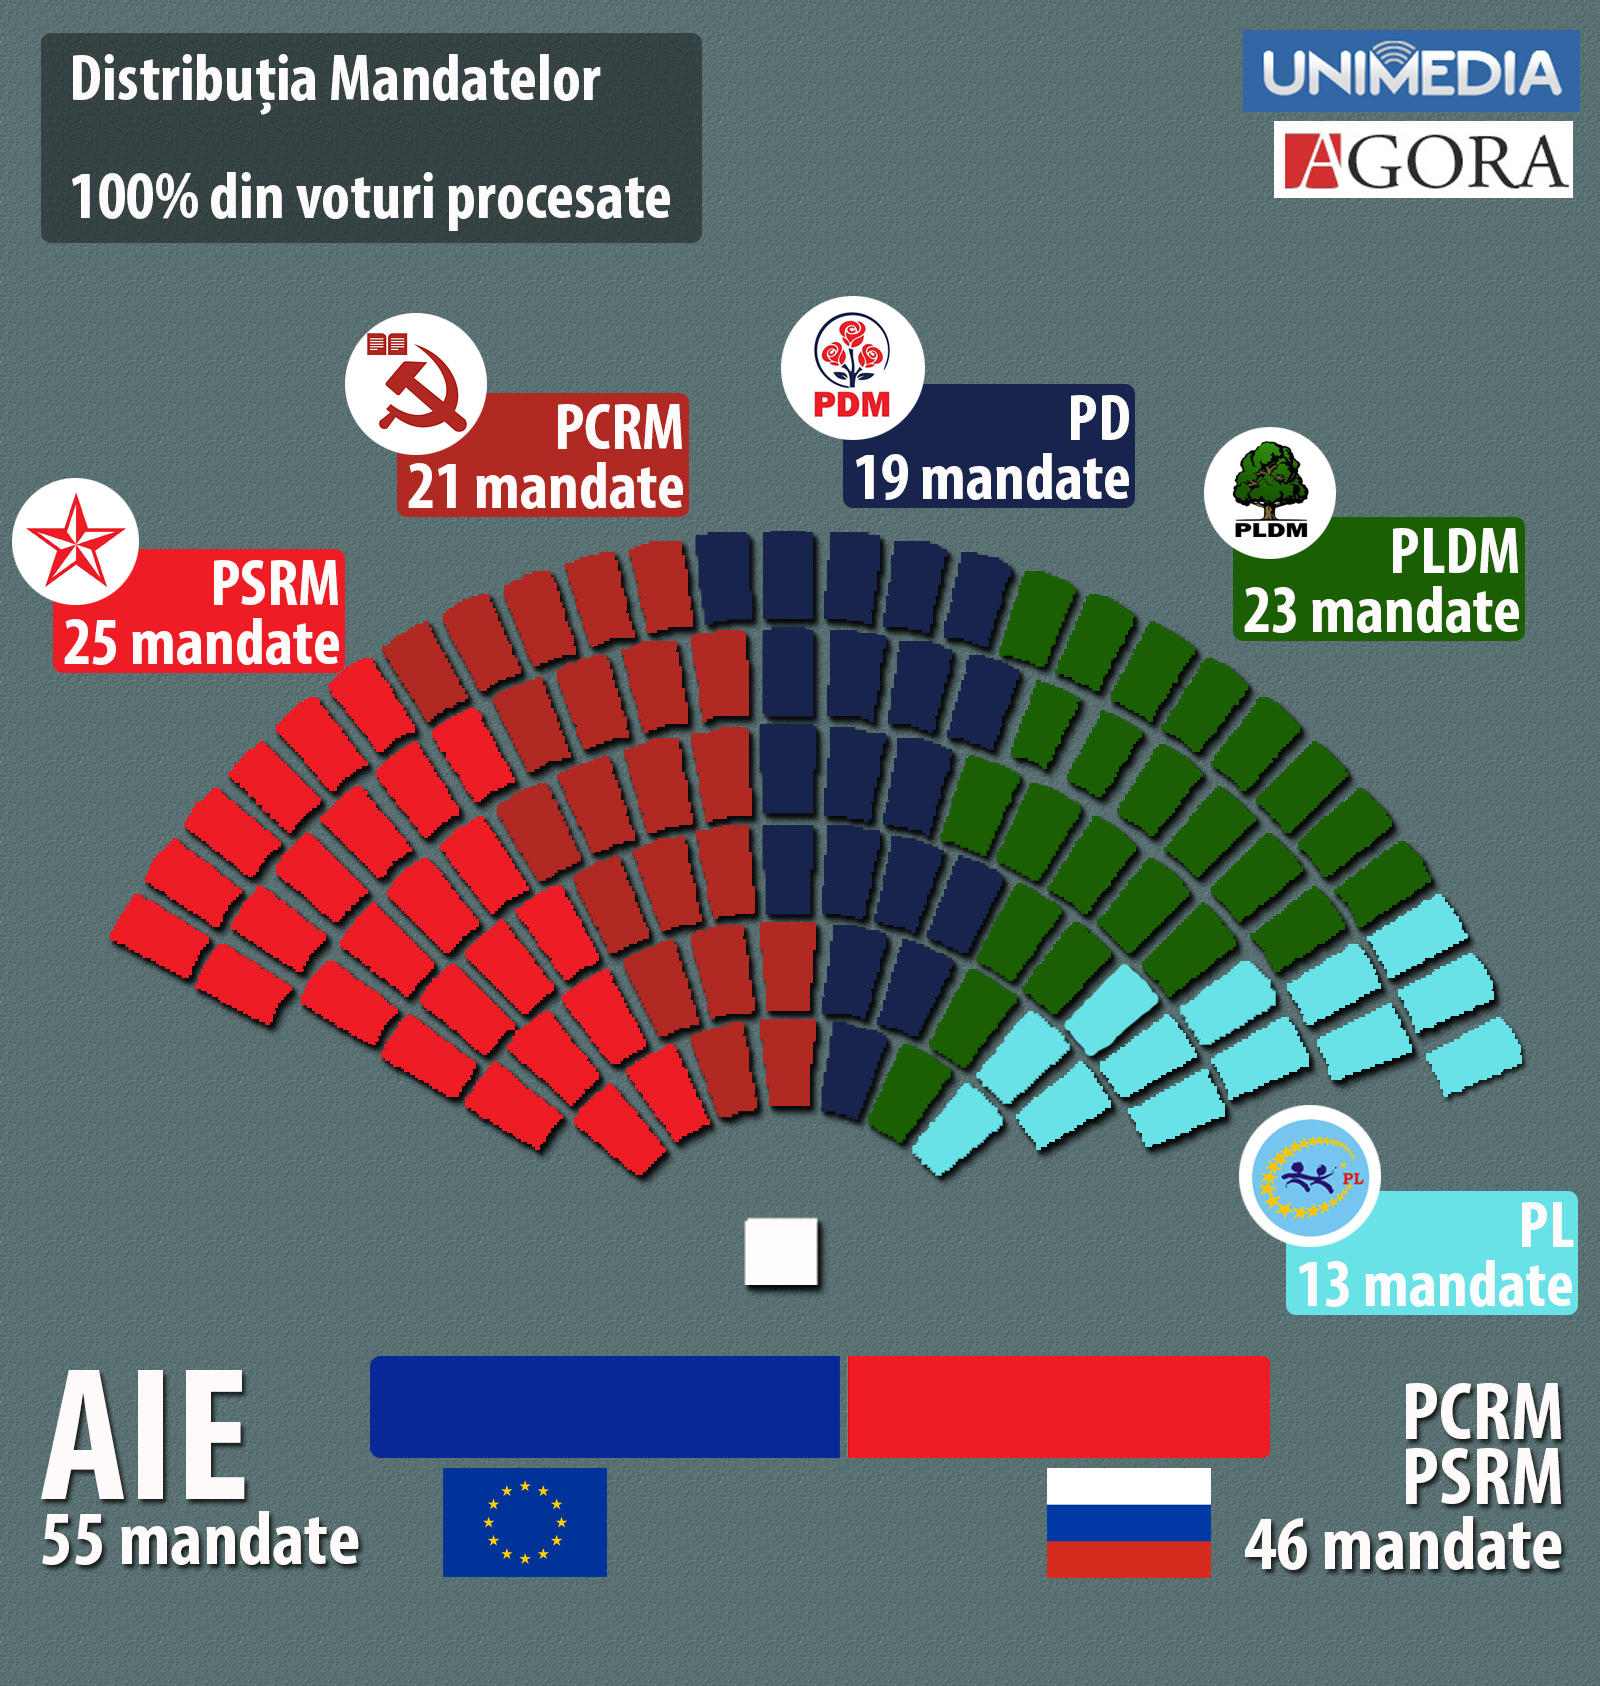 Distribuția Mandatelor
100% din voturi procesate
UNIMEDIA
AGORA
PCRM
21 mandate
PDM
PD
19 mandate
PLDM
PLDM
23 mandate
PSRM
25 mandate
PL
PL
13 mandate
AIE
55 mandate
PCRM
PSRM
46 mandate